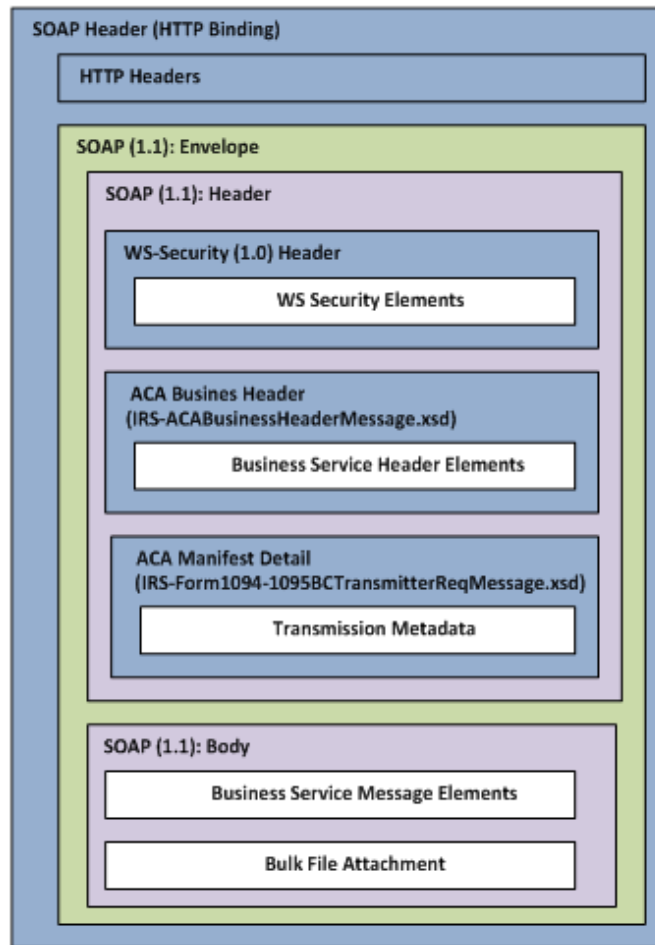 SOAP Header (HTTP Binding)
HTTP Headers
SOAP (1.1): Envelope
SOAP (1.1): Header
WS-Security (1.0) Header
WS Security Elements
ACA Busines Header
(IRS-ACABusinessHeaderMessage.xsd)
Business Service Header Elements
ACA Manifest Detail
(IRS-Form1094-1095BCTransmitterReqMessage.xsd)
Transmission Metadata
SOAP (1.1): Body
Business Service Message Elements
Bulk File Attachment